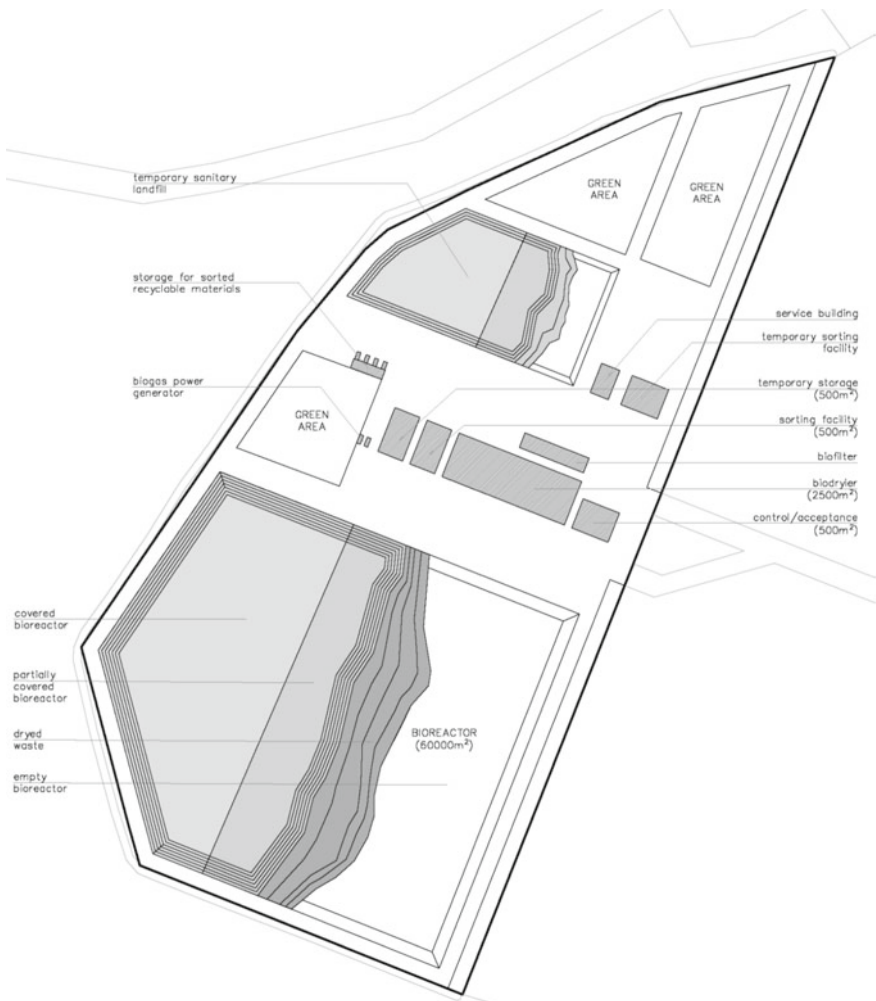 GREEN
AREA
GREEN
AREA
temporary sanitary
landfill
storage for sorted
recyclable materials
biogas power
generator
GREEN
AREA
service building
temporary sorting
facility
temporary storage
(500m²)
sorting facility
(500m²)
biofilter
biodryier
(2500m²)
control/acceptance
(500m²)
covered
bioreactor
partially
covered
bioreactor
dryed
waste
empty
bioreactor
BIOREACTOR
(60000m²)